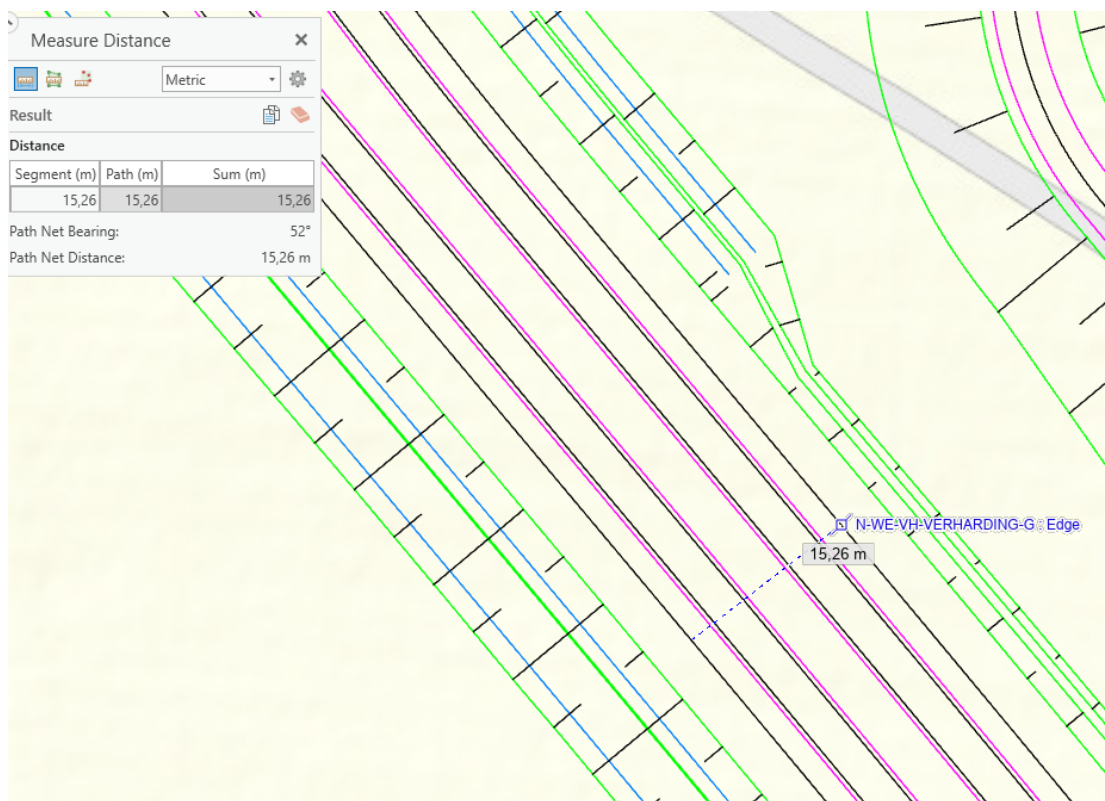 Measure Distance
Metric
Result
Distance
Segment (m) Path (m) Sum (m)
15,26 15,26 15,26
Path Net Bearing: 52°
Path Net Distance: 15,26 m
N-WE-VH-VERHARDING-G : Edge
15,26 m